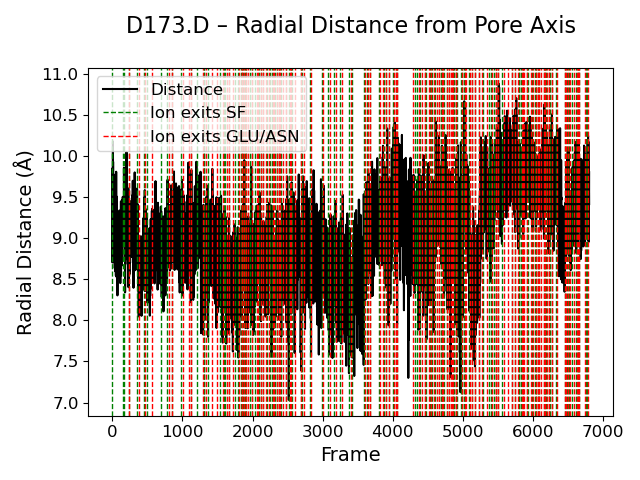 D173.D – Radial Distance from Pore Axis
11.0
10.5
10.0
9.5
9.0
8.5
8.0
7.5
7.0
Radial Distance (Å)
Distance
Ion exits SF
Ion exits GLU/ASN
0 1000 2000 3000 4000 5000 6000 7000
Frame